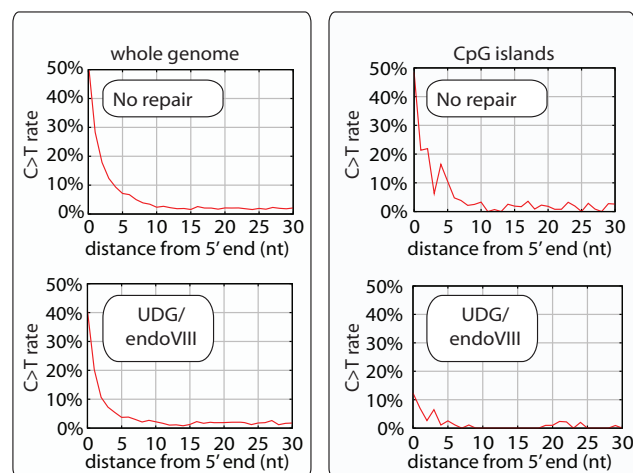 whole genome
50%
40%
30%
20%
10%
0%
C>T rate
No repair
0 5 10 15 20 25 30
distance from 5' end (nt)
50%
40%
30%
20%
10%
0%
C>T rate
UDG/
endoVIII
0 5 10 15 20 25 30
distance from 5' end (nt)
CpG islands
50%
40%
30%
20%
10%
0%
C>T rate
No repair
0 5 10 15 20 25 30
distance from 5' end (nt)
50%
40%
30%
20%
10%
0%
C>T rate
UDG/
endoVIII
0 5 10 15 20 25 30
distance from 5' end (nt)